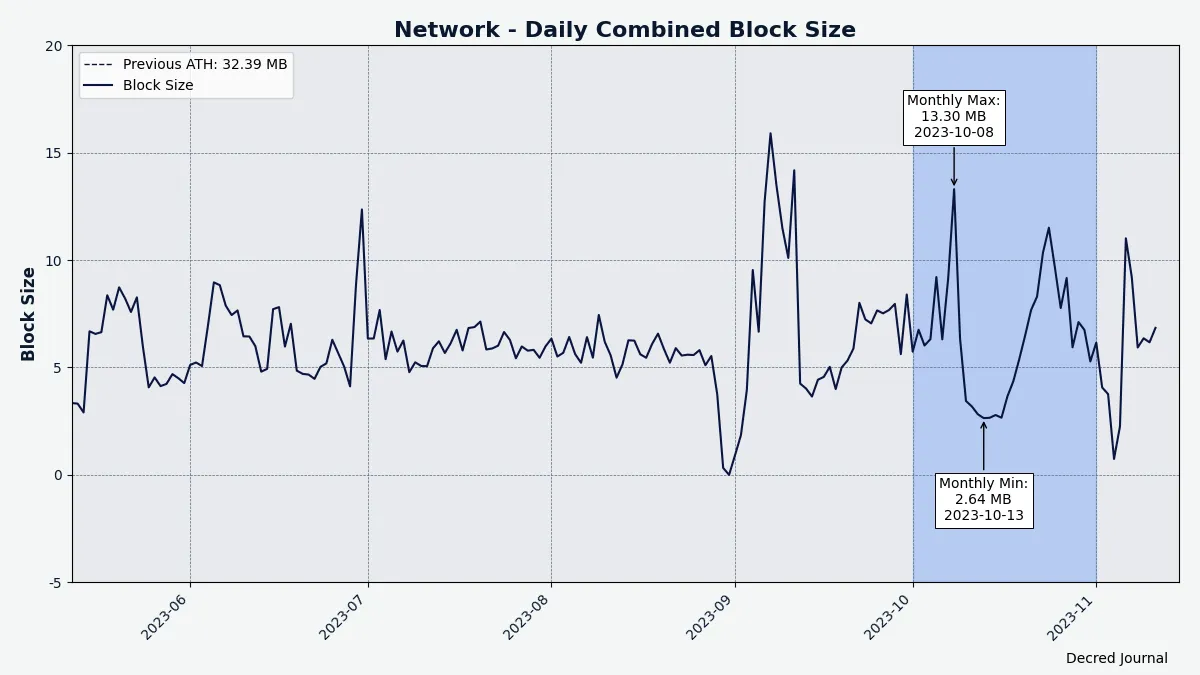 Network - Daily Combined Block Size
Previous ATH: 32.39 MB
Block Size
Monthly Max:
13.30 MB
2023-10-08
Monthly Min:
2.64 MB
2023-10-13
Block Size
20
15
10
5
0
-5
2023-06
2023-07
2023-08
2023-09
2023-10
2023-11
Decred Journal